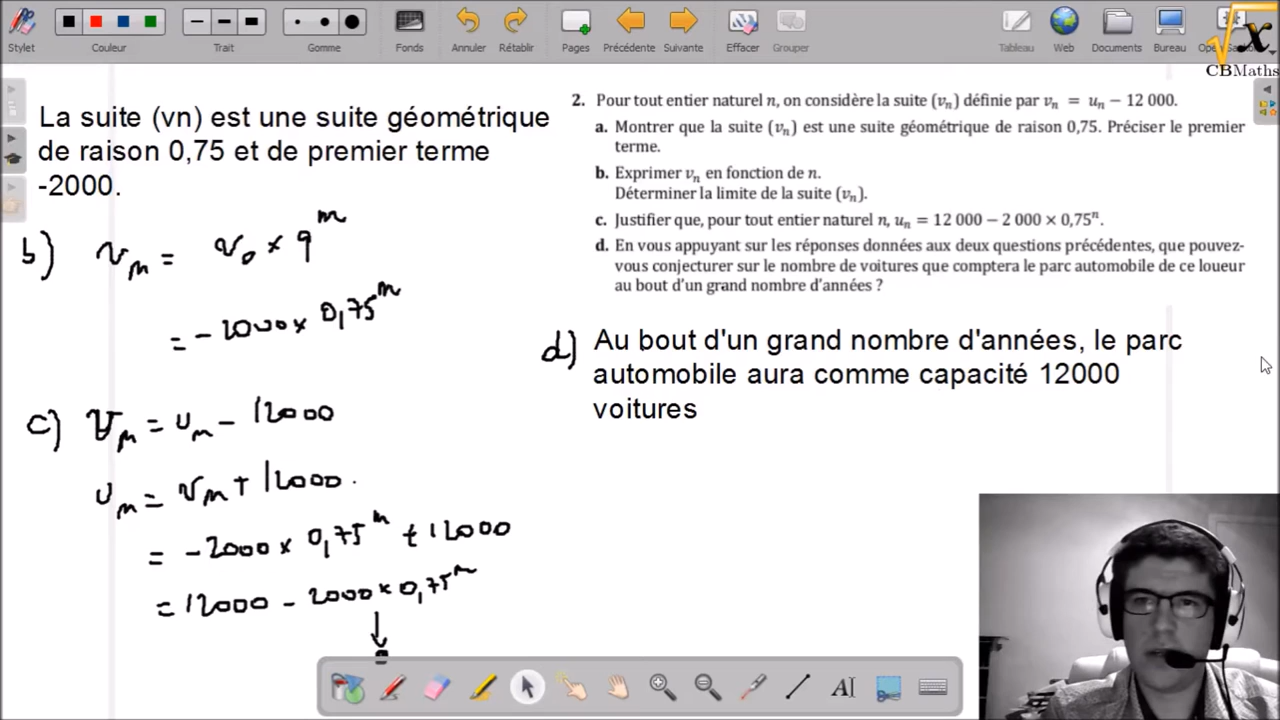 Stylet Couleur Trait Gomme Fonds Annuler Rétablir Pages Précédente Suivante Effacer Grouper Tableau Web Documents Bureau
CBMaths
La suite (vn) est une suite géométrique
de raison 0,75 et de premier terme
-2000.
b) vn = v0 × q^n
= -2000 × 0,75^n
c) Vn = un - 12000
un = vn + 12000.
= -2000 × 0,75^n + 12000
= 12000 - 2000 × 0,75^n
2. Pour tout entier naturel n, on considère la suite (vn) définie par vn = un − 12 000.
a. Montrer que la suite (vn) est une suite géométrique de raison 0,75. Préciser le premier
terme.
b. Exprimer vn en fonction de n.
Déterminer la limite de la suite (vn).
c. Justifier que, pour tout entier naturel n, un = 12 000 − 2 000 × 0,75^n.
d. En vous appuyant sur les réponses données aux deux questions précédentes, que pouvez-
vous conjecturer sur le nombre de voitures que comptera le parc automobile de ce loueur
au bout d'un grand nombre d'années ?
d) Au bout d'un grand nombre d'années, le parc
automobile aura comme capacité 12000
voitures